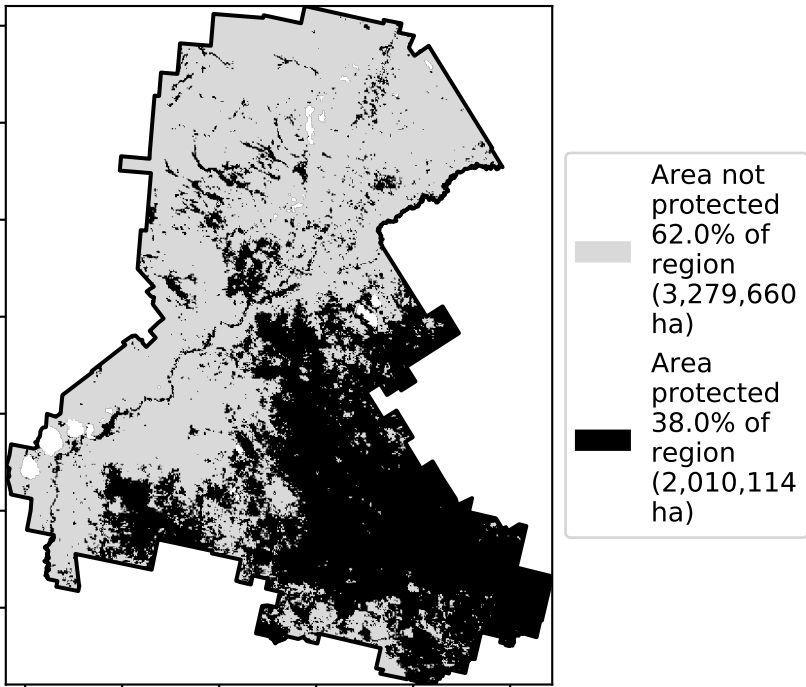 Area not
protected
62.0% of
region
(3,279,660
ha)
Area
protected
38.0% of
region
(2,010,114
ha)